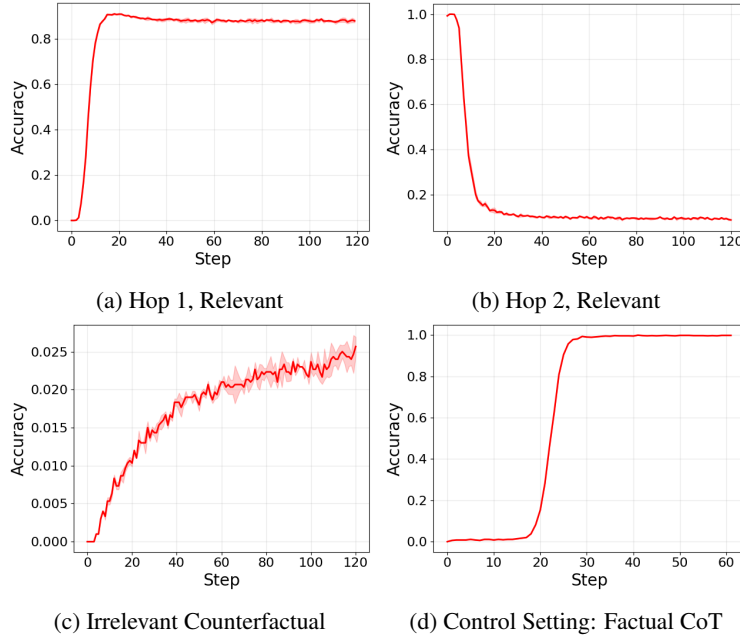 Accuracy
0.8
0.6
0.4
0.2
0.0
0 20 40 60 80 100 120
Step
(a) Hop 1, Relevant
Accuracy
1.0
0.8
0.6
0.4
0.2
0 20 40 60 80 100 120
Step
(b) Hop 2, Relevant
Accuracy
0.025
0.020
0.015
0.010
0.005
0.000
0 20 40 60 80 100 120
Step
(c) Irrelevant Counterfactual
Accuracy
1.0
0.8
0.6
0.4
0.2
0.0
0 10 20 30 40 50 60
Step
(d) Control Setting: Factual CoT